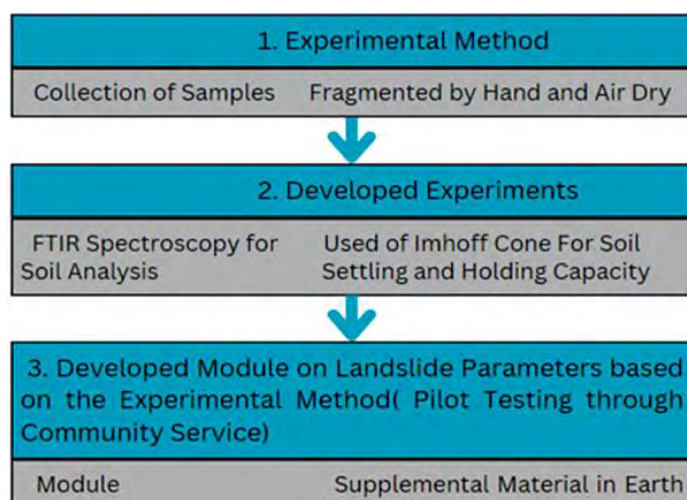 1. Experimental Method
Collection of Samples Fragmented by Hand and Air Dry
2. Developed Experiments
FTIR Spectroscopy for Used of Imhoff Cone For Soil
Soil Analysis Settling and Holding Capacity
3. Developed Module on Landslide Parameters based
on the Experimental Method( Pilot Testing through
Community Service)
Module Supplemental Material in Earth